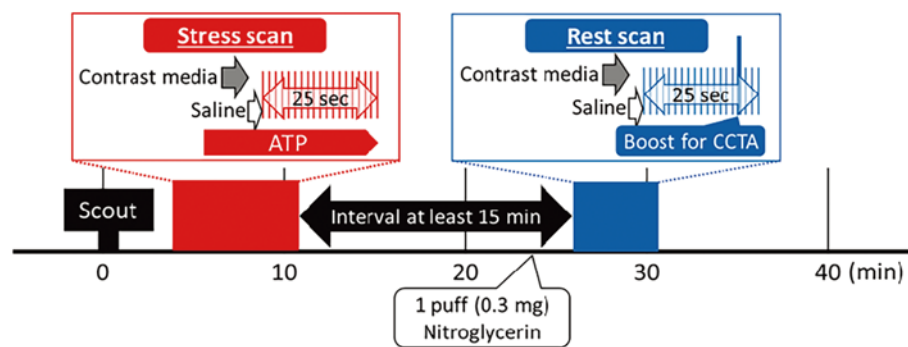 Stress scan
Contrast media
Saline
25 sec
ATP
Rest scan
Contrast media
Saline
25 sec
Boost for CCTA
Scout
Interval at least 15 min
0 10 20 30 40 (min)
1 puff (0.3 mg)
Nitroglycerin